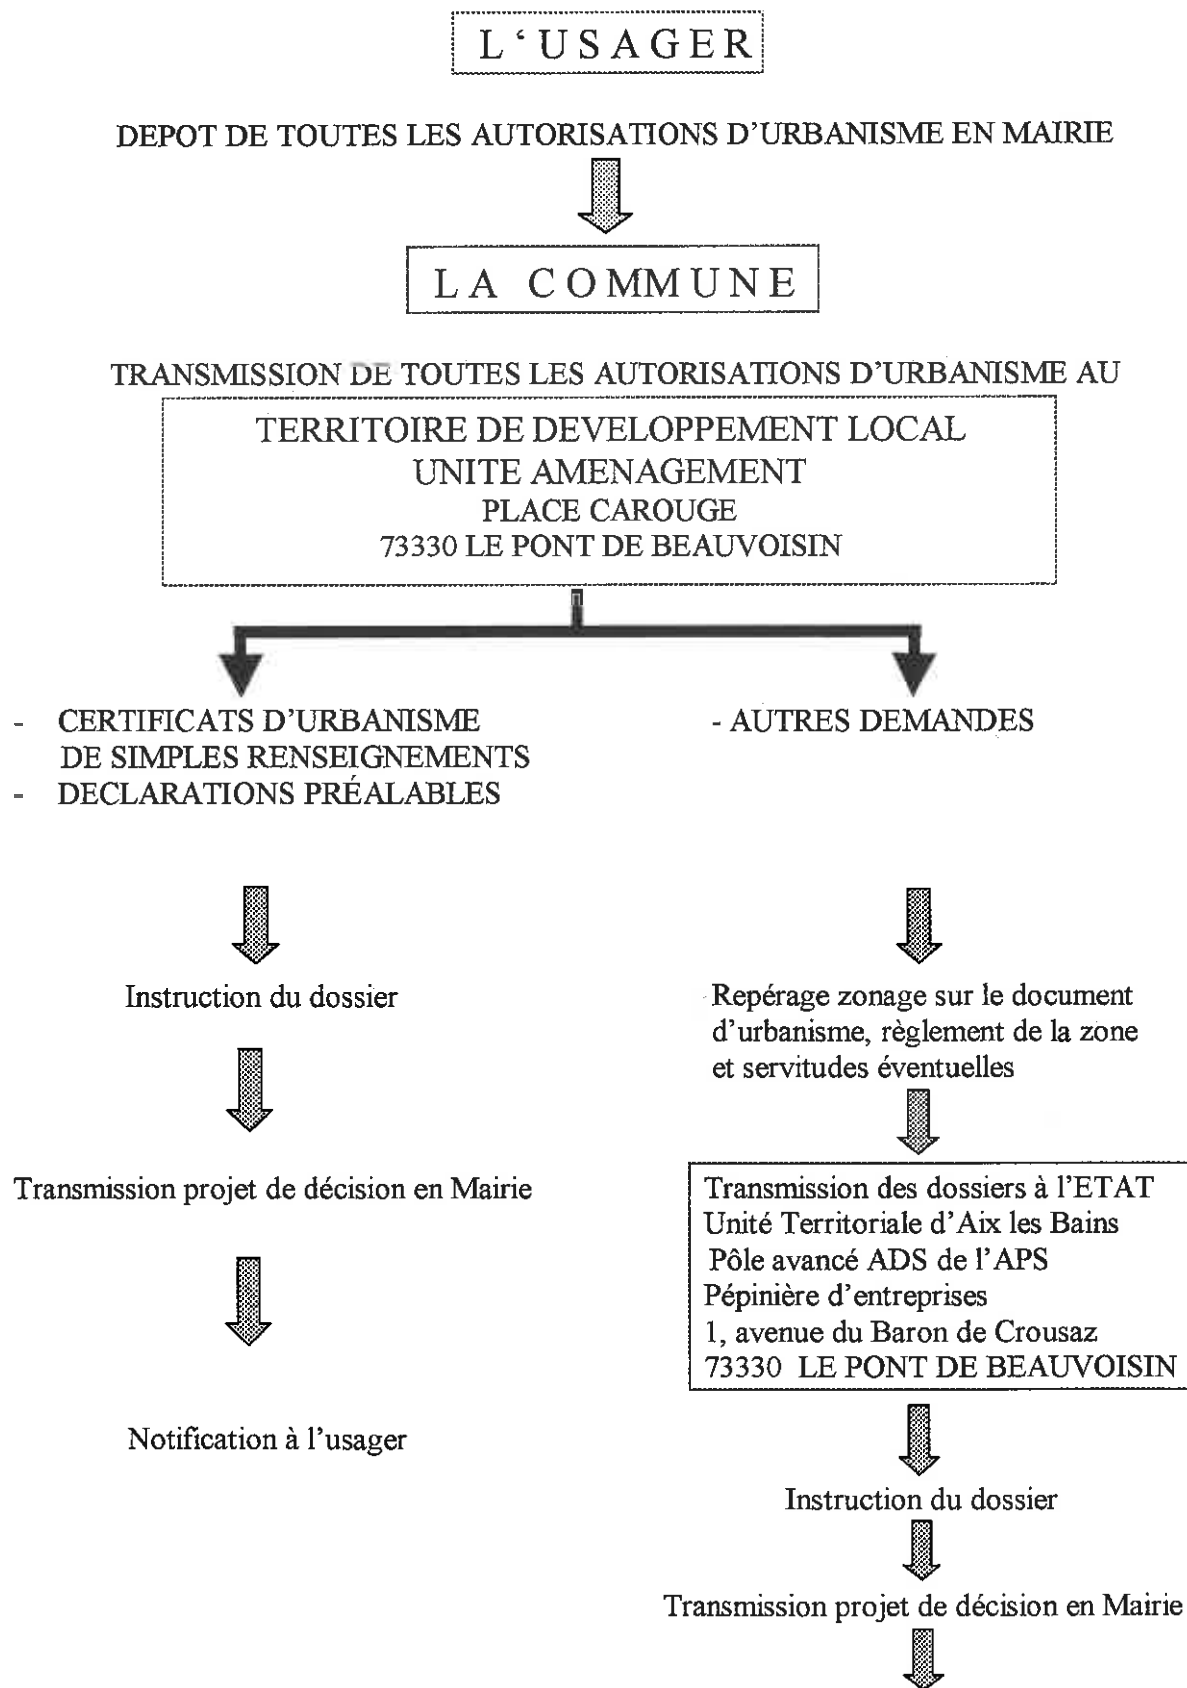 L ‘ U S A G E R
DEPOT DE TOUTES LES AUTORISATIONS D’URBANISME EN MAIRIE
L A C O M M U N E
TRANSMISSION DE TOUTES LES AUTORISATIONS D’URBANISME AU
TERRITOIRE DE DEVELOPPEMENT LOCAL
UNITE AMENAGEMENT
PLACE CAROUGE
73330 LE PONT DE BEAUVOISIN
- CERTIFICATS D’URBANISME
DE SIMPLES RENSEIGNEMENTS
- DECLARATIONS PRÉALABLES
Instruction du dossier
Transmission projet de décision en Mairie
Notification à l’usager
- AUTRES DEMANDES
Repérage zonage sur le document
d’urbanisme, règlement de la zone
et servitudes éventuelles
Transmission des dossiers à l’ETAT
Unité Territoriale d’Aix les Bains
Pôle avancé ADS de l’APS
Pépinière d’entreprises
1, avenue du Baron de Crousaz
73330 LE PONT DE BEAUVOISIN
Instruction du dossier
Transmission projet de décision en Mairie